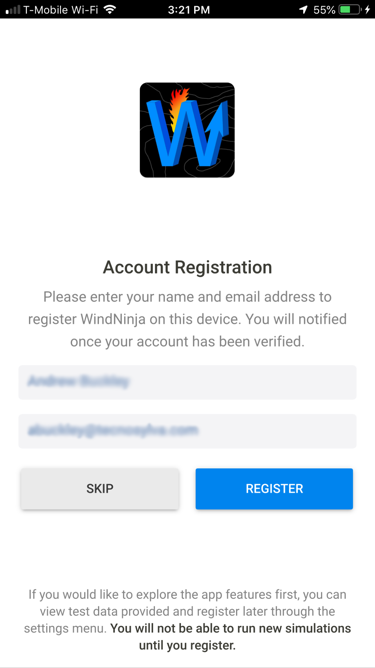 T-Mobile Wi-Fi 3:21 PM 55%
W
Account Registration
Please enter your name and email address to
register WindNinja on this device. You will notified
once your account has been verified.
SKIP REGISTER
If you would like to explore the app features first, you can
view test data provided and register later through the
settings menu. You will not be able to run new simulations
until you register.